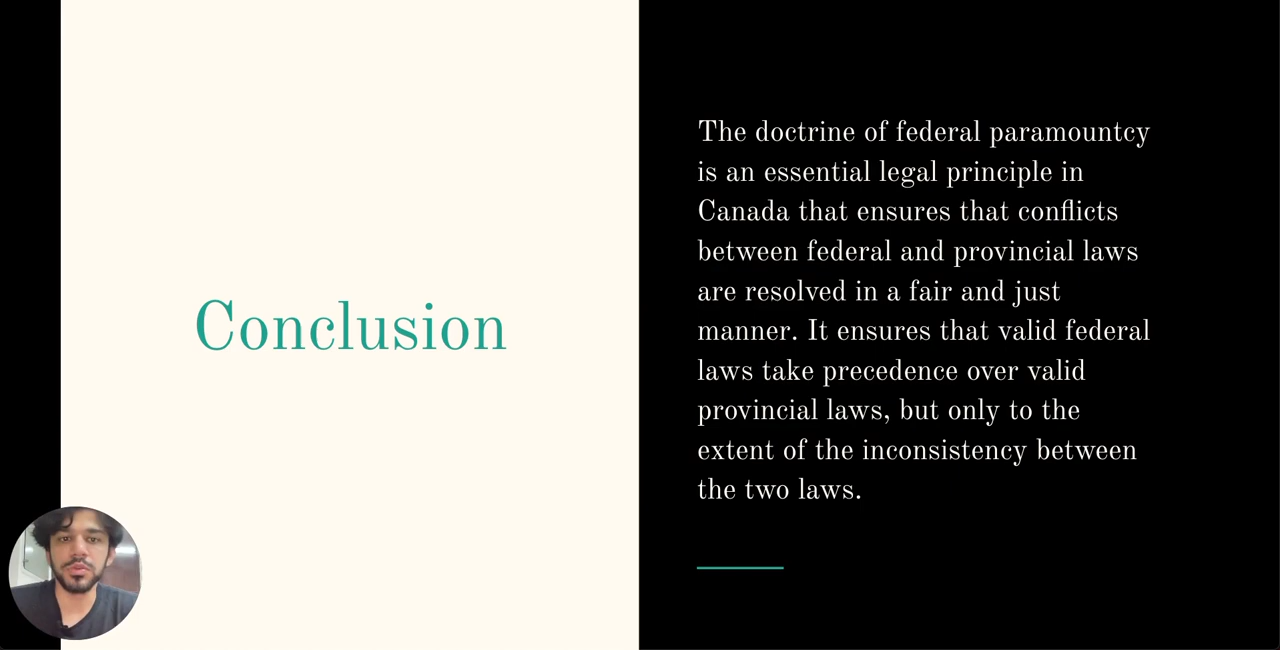 Conclusion
The doctrine of federal paramountcy
is an essential legal principle in
Canada that ensures that conflicts
between federal and provincial laws
are resolved in a fair and just
manner. It ensures that valid federal
laws take precedence over valid
provincial laws, but only to the
extent of the inconsistency between
the two laws.